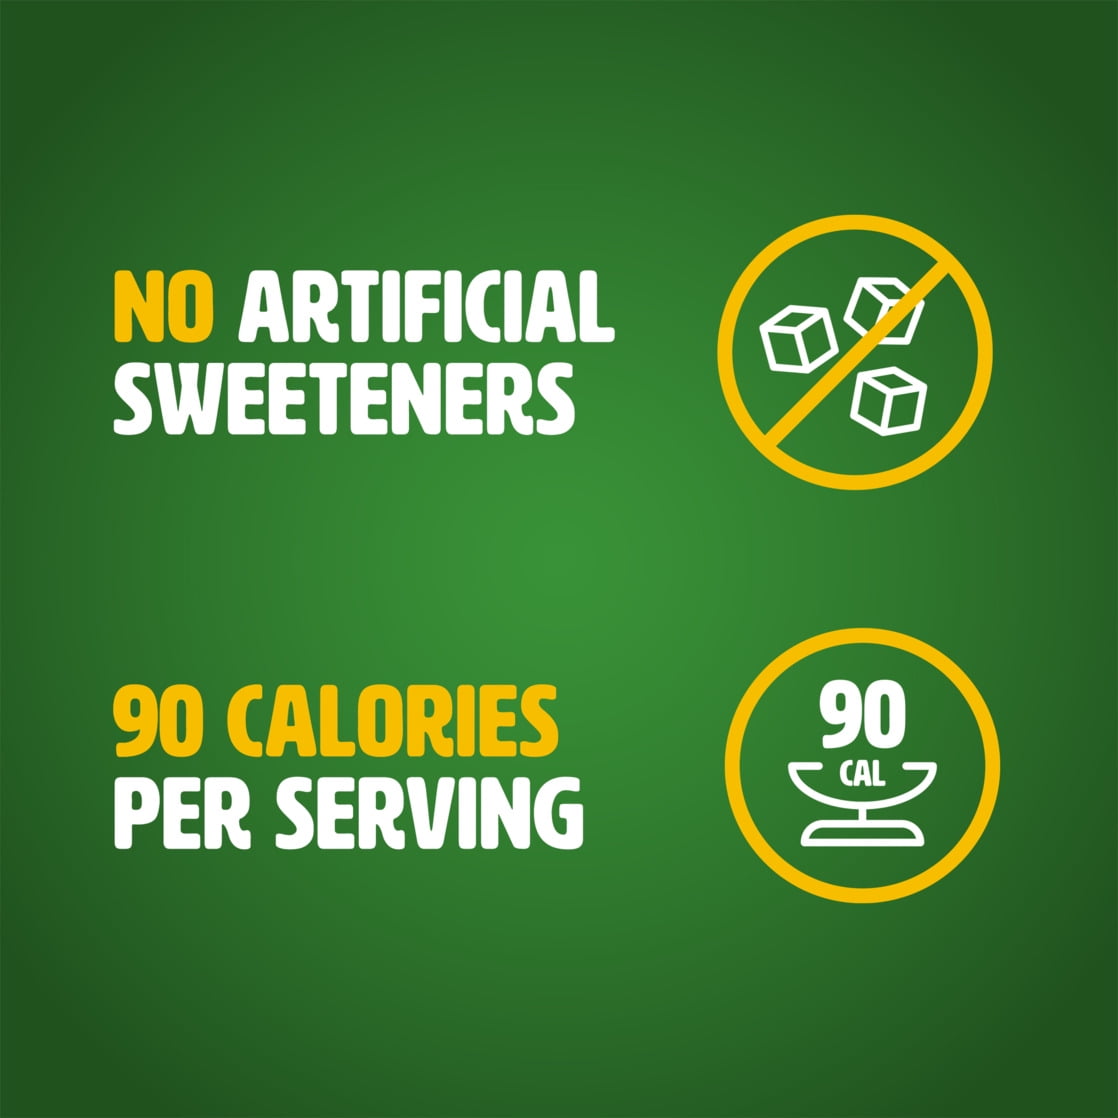 NO ARTIFICIAL
SWEETENERS
90 CALORIES
PER SERVING
90
CAL